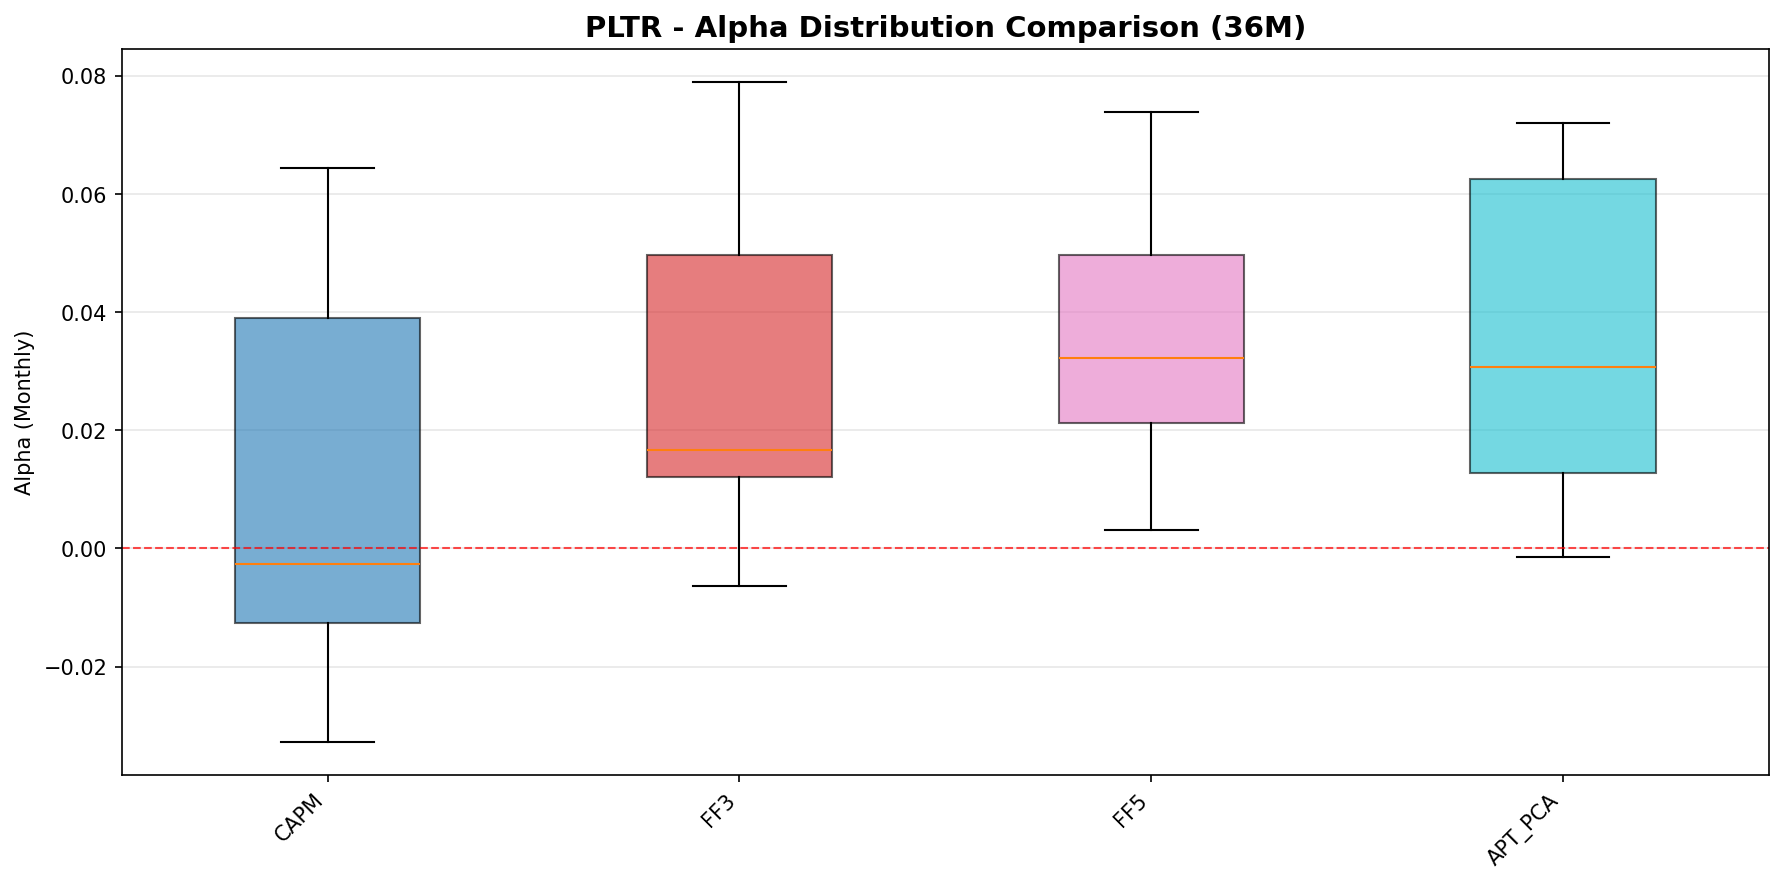 PLTR - Alpha Distribution Comparison (36M)
Alpha (Monthly)
0.08
0.06
0.04
0.02
0.00
−0.02
CAPM
FF3
FF5
APT_PCA